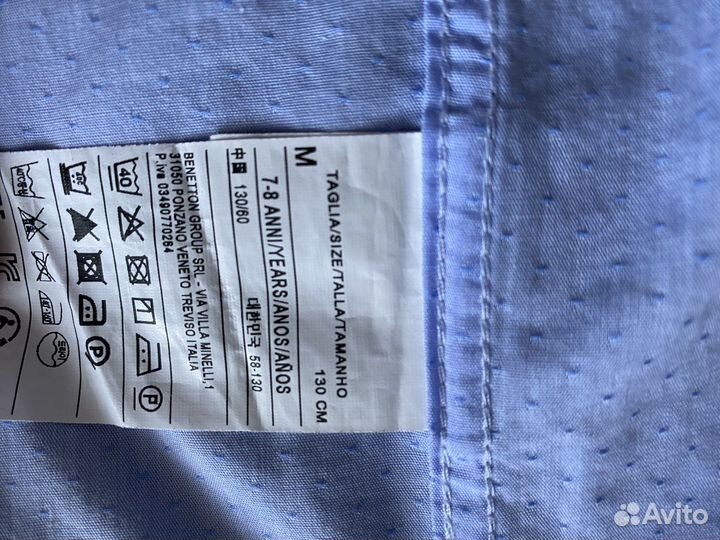 TAGLIA/SIZE/TALLA/TAMANHO
130 CM
M
7-8 ANNI/YEARS/ANOS/AÑOS
中国 130/60 대한민국 58-130
BENETTON GROUP SRL - VIA VILLA MINELLI,1
31050 PONZANO VENETO TREVISO ITALIA
P.iva 03490770264
40
P
P
Avito